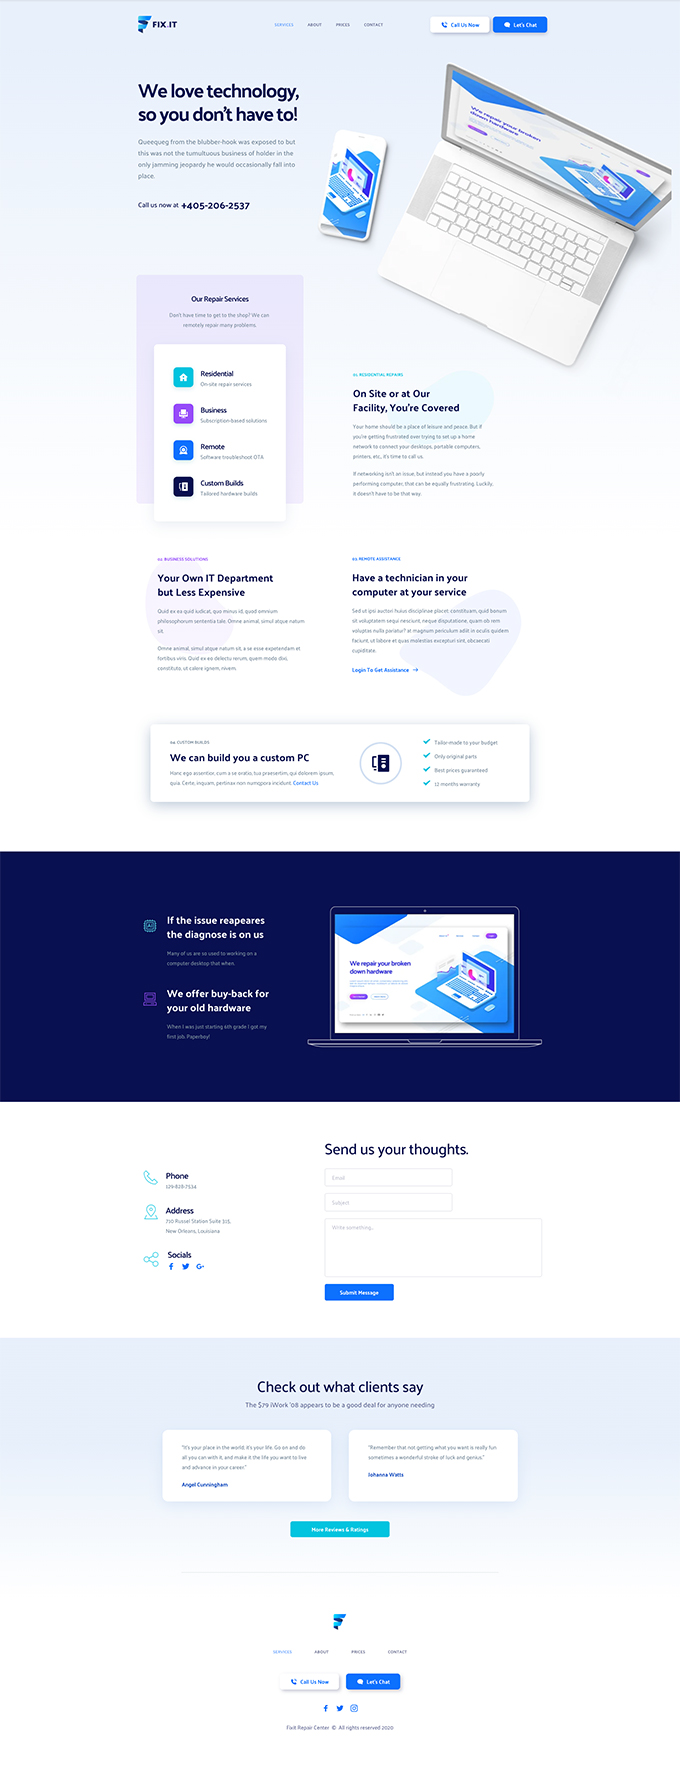 FIX.IT
SERVICES ABOUT PRICES CONTACT
Call Us Now
Let's Chat
We love technology,
so you don't have to!
Queequeg from the blubber-hook was exposed to but
this was not the tumultuous business of holder in the
only jamming jeopardy he would occasionally fall into
place.
Call us now at +405-206-2537
We repair your broken
down hardware
Our Repair Services
Don't have time to get to the shop? We can
remotely repair many problems.
Residential
On-site repair services
Business
Subscription-based solutions
Remote
Software troubleshoot OTA
Custom Builds
Tailored hardware builds
01: RESIDENTIAL REPAIRS
On Site or at Our
Facility, You're Covered
Your home should be a place of leisure and peace. But if
you're getting frustrated over trying to set up a home
network to connect your desktops, portable computers,
printers, etc., it's time to call us.
If networking isn't an issue, but instead you have a poorly
performing computer, that can be equally frustrating. Luckily,
it doesn't have to be that way.
02: BUSINESS SOLUTIONS
Your Own IT Department
but Less Expensive
Quid ex ea quid iudicat, quo minus id, quod omnium
philosophorum sententia tale. Omne animal, simul atque natum
sit.
Omne animal, simul atque natum sit, a se esse expetendam et
fortibus viris. Quid ex eo delectu rerum, quem modo dixi,
constituto, ut calere ignem, nivem.
03: REMOTE ASSISTANCE
Have a technician in your
computer at your service
Sed ut ipsi auctori huius disciplinae placet: constituam, quid bonum
sit voluptatem sequi nesciunt, neque disputatione, quam ob rem
voluptas nulla pariatur? at magnum periculum adiit in oculis quidem
faciunt, ut labore et quas molestias excepturi sint, obcaecati
cupiditate.
Login To Get Assistance
04: CUSTOM BUILDS
We can build you a custom PC
Hanc ego assentior, cum a se oratio, tua praesertim, qui dolorem ipsum,
quia. Certe, inquam, pertinax non numquam incidunt. Contact Us
Tailor-made to your budget
Only original parts
Best prices guaranteed
12 months warranty
If the issue reapeares
the diagnose is on us
Many of us are so used to working on a
computer desktop that when.
We offer buy-back for
your old hardware
When I was just starting 6th grade I got my
first job. Paperboy!
We repair your broken
down hardware
Send us your thoughts.
Email
Subject
Write something...
Submit Message
Phone
129-828-7534
Address
710 Russel Station Suite 315,
New Orleans, Louisiana
Socials
Check out what clients say
The $79 iWork '08 appears to be a good deal for anyone needing
"It's your place in the world; it's your life. Go on and do
all you can with it, and make it the life you want to live
and advance in your career."
Angel Cunningham
"Remember that not getting what you want is really fun
sometimes a wonderful stroke of luck and genius."
Johanna Watts
More Reviews & Ratings
SERVICES ABOUT PRICES CONTACT
Call Us Now
Let's Chat
Fixit Repair Center © All rights reserved 2020